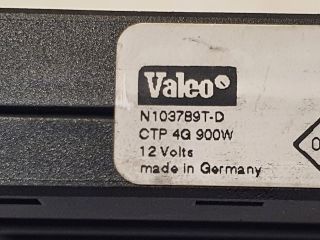 Valeo
N103789T-D
CTP 4G 900W
12 Volts
made in Germany